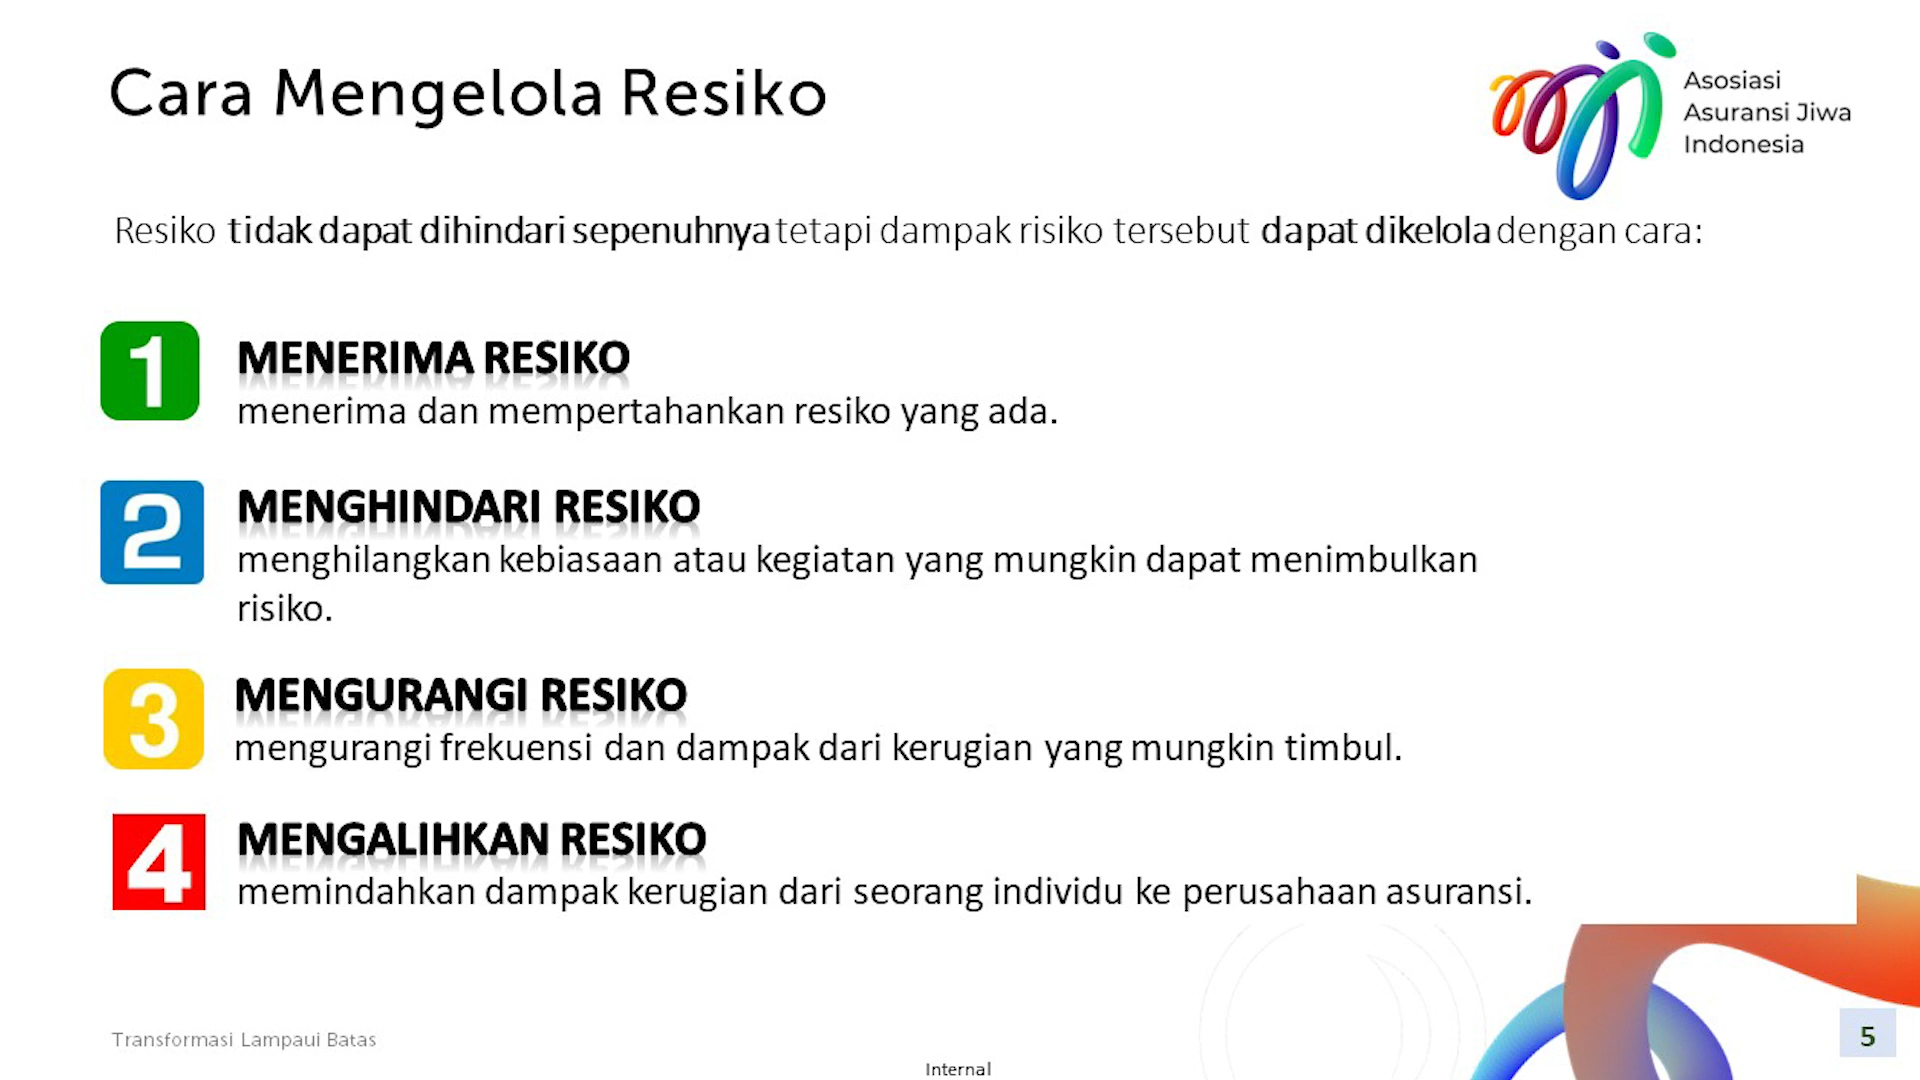 Cara Mengelola Resiko
Asosiasi
Asuransi Jiwa
Indonesia
Resiko tidak dapat dihindari sepenuhnya tetapi dampak risiko tersebut dapat dikelola dengan cara:
1
MENERIMA RESIKO
menerima dan mempertahankan resiko yang ada.
2
MENGHINDARI RESIKO
menghilangkan kebiasaan atau kegiatan yang mungkin dapat menimbulkan
risiko.
3
MENGURANGI RESIKO
mengurangi frekuensi dan dampak dari kerugian yang mungkin timbul.
4
MENGALIHKAN RESIKO
memindahkan dampak kerugian dari seorang individu ke perusahaan asuransi.
Transformasi Lampaui Batas
5
Internal